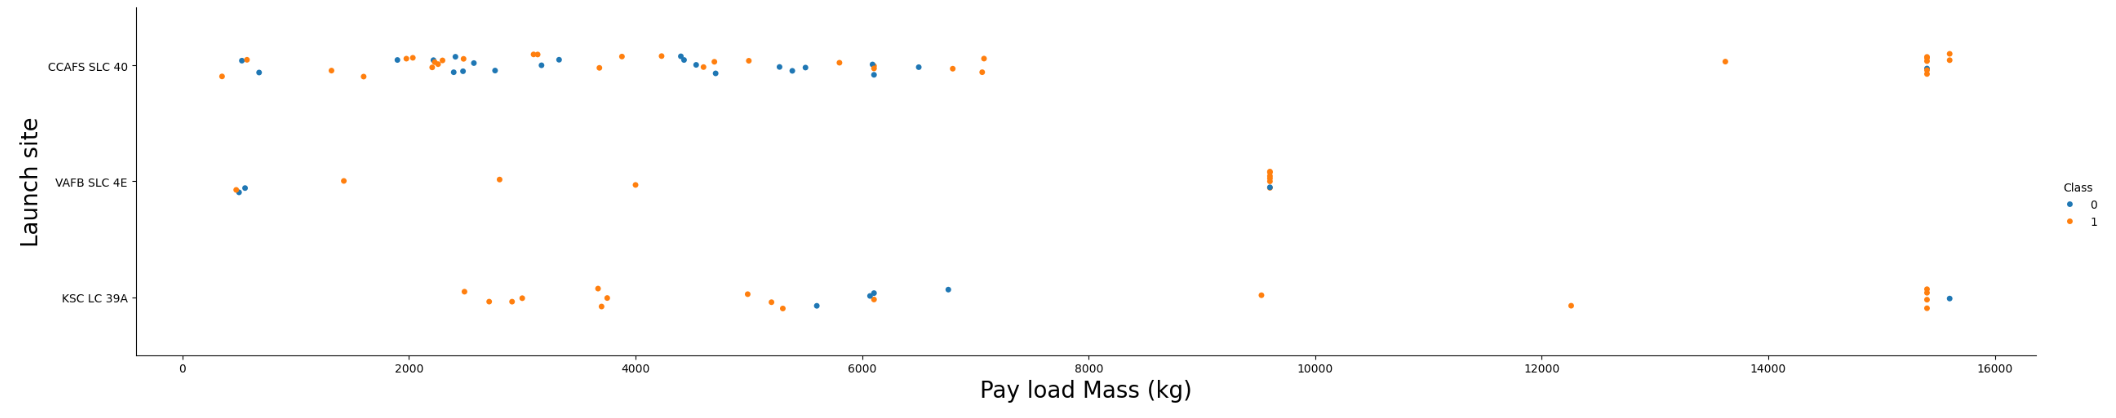 CCAFS SLC 40
VAFB SLC 4E
KSC LC 39A
Launch site
0 2000 4000 6000 8000 10000 12000 14000 16000
Pay load Mass (kg)
Class
0
1